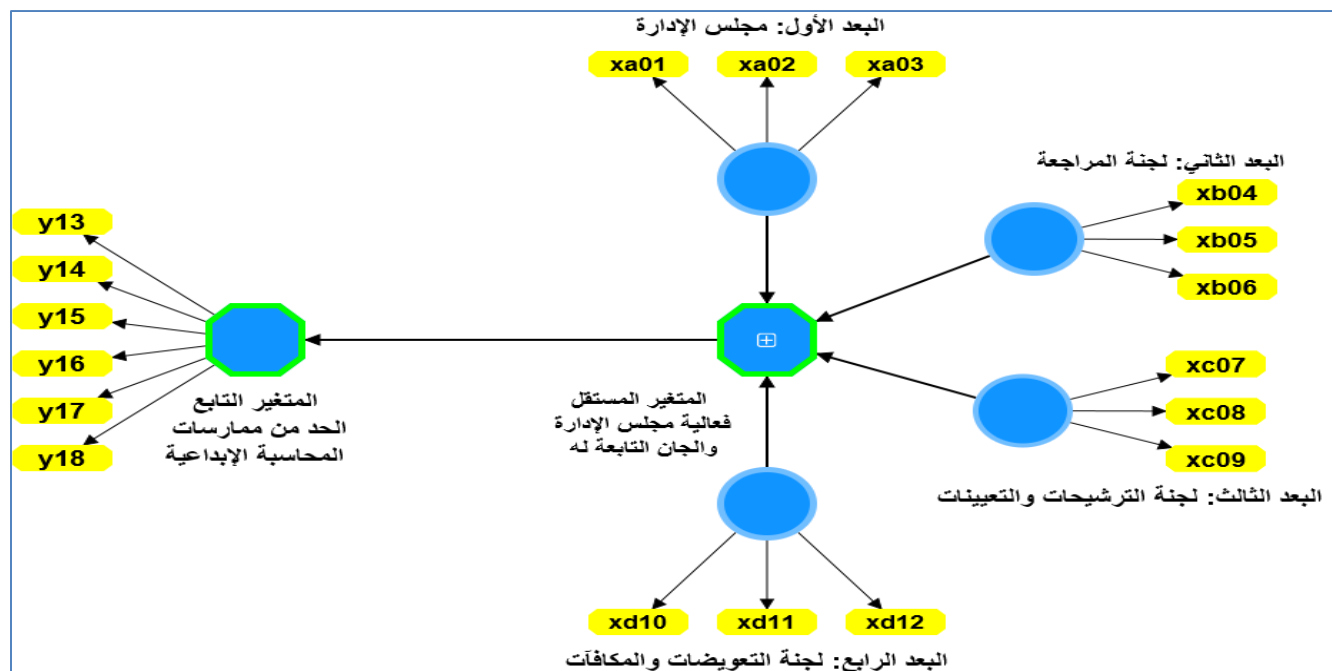 البعد الأول: مجلس الإدارة
xa01 xa02 xa03
البعد الثاني: لجنة المراجعة
xb04
xb05
xb06
y13
y14
y15
y16
y17
y18
المتغير التابع
الحد من ممارسات
المحاسبة الإبداعية
المتغير المستقل
فعالية مجلس الإدارة
والجان التابعة له
xc07
xc08
xc09
البعد الثالث: لجنة الترشيحات والتعيينات
xd10 xd11 xd12
البعد الرابع: لجنة التعويضات والمكافآت